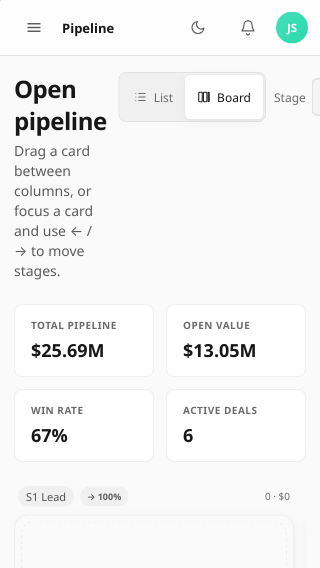 Pipeline
JS
Open
pipeline
Drag a card
between
columns, or
focus a card
and use ← /
→ to move
stages.
List
Board
Stage
TOTAL PIPELINE
$25.69M
OPEN VALUE
$13.05M
WIN RATE
67%
ACTIVE DEALS
6
S1 Lead
→ 100%
0 · $0